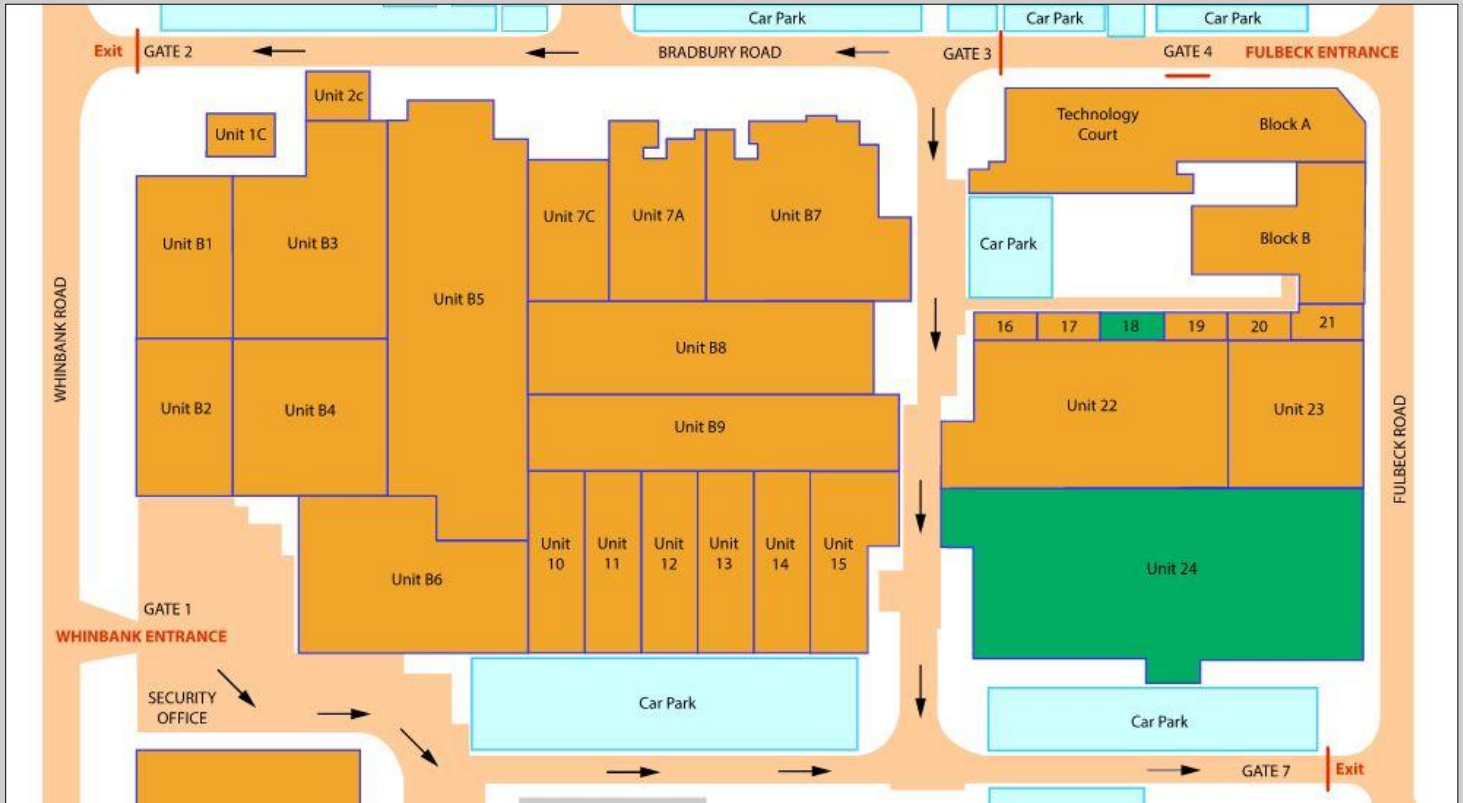 Car Park
Car Park
Car Park
Exit
GATE 2
BRADBURY ROAD
GATE 3
GATE 4
FULBECK ENTRANCE
Unit 2c
Unit 1C
Technology
Court
Block A
Unit B1
Unit B3
Unit B5
Unit 7C
Unit 7A
Unit B7
Car Park
Block B
WHINBANK ROAD
16
17
18
19
20
21
Unit B8
Unit B2
Unit B4
Unit B9
Unit 22
Unit 23
FULBECK ROAD
Unit
10
Unit
11
Unit
12
Unit
13
Unit
14
Unit
15
Unit B6
Unit 24
GATE 1
WHINBANK ENTRANCE
SECURITY
OFFICE
Car Park
Car Park
GATE 7
Exit